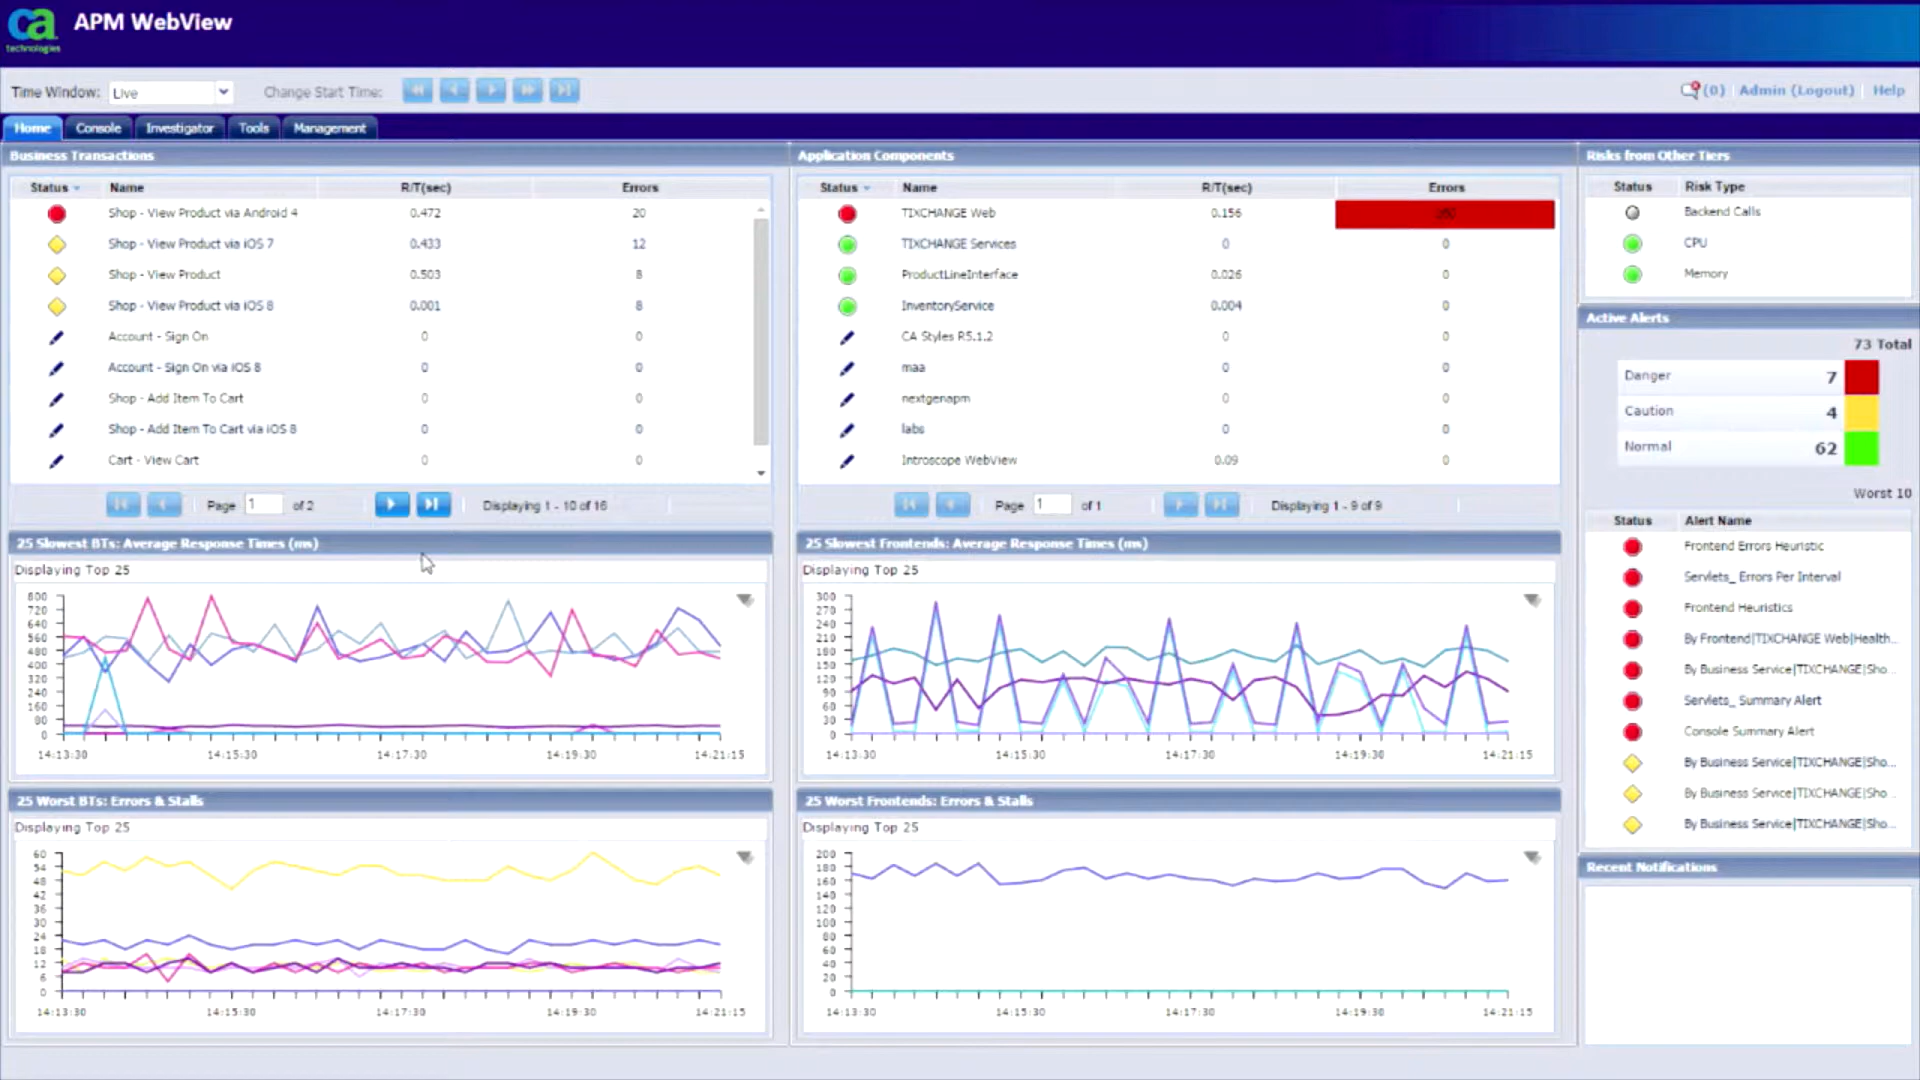 ca technologies
APM WebView
Time Window: Live Change Start Time: (0) Admin (Logout) Help
Home Console Investigator Tools Management
Business Transactions
Status Name R/T(sec) Errors
Shop - View Product via Android 4 0.472 20
Shop - View Product via iOS 7 0.433 12
Shop - View Product 0.503 8
Shop - View Product via iOS 8 0.001 8
Account - Sign On 0 0
Account - Sign On via iOS 8 0 0
Shop - Add Item To Cart 0 0
Shop - Add Item To Cart via iOS 8 0 0
Cart - View Cart 0 0
Page 1 of 2 Displaying 1 - 10 of 16
Application Components
Status Name R/T(sec) Errors
TIXCHANGE Web 0.156
TIXCHANGE Services 0 0
ProductLineInterface 0.026 0
InventoryService 0.004 0
CA Styles R5.1.2 0 0
maa 0 0
nextgenapm 0 0
labs 0 0
Introscope WebView 0.09 0
Page 1 of 1 Displaying 1 - 9 of 9
Risks from Other Tiers
Status Risk Type
Backend Calls
CPU
Memory
Active Alerts
73 Total
Danger 7
Caution 4
Normal 62
Worst 10
Status Alert Name
Frontend Errors Heuristic
Servlets_ Errors Per Interval
Frontend Heuristics
By Frontend|TIXCHANGE Web|Health...
By Business Service|TIXCHANGE|Sho...
Servlets_ Summary Alert
Console Summary Alert
By Business Service|TIXCHANGE|Sho...
By Business Service|TIXCHANGE|Sho...
By Business Service|TIXCHANGE|Sho...
Recent Notifications
25 Slowest BTs: Average Response Times (ms)
Displaying Top 25
800
720
640
560
480
400
320
240
160
80
0
14:13:30 14:15:30 14:17:30 14:19:30 14:21:15
25 Slowest Frontends: Average Response Times (ms)
Displaying Top 25
300
270
240
210
180
150
120
90
60
30
0
14:13:30 14:15:30 14:17:30 14:19:30 14:21:15
25 Worst BTs: Errors & Stalls
Displaying Top 25
60
54
48
42
36
30
24
18
12
6
0
14:13:30 14:15:30 14:17:30 14:19:30 14:21:15
25 Worst Frontends: Errors & Stalls
Displaying Top 25
200
180
160
140
120
100
80
60
40
20
0
14:13:30 14:15:30 14:17:30 14:19:30 14:21:15